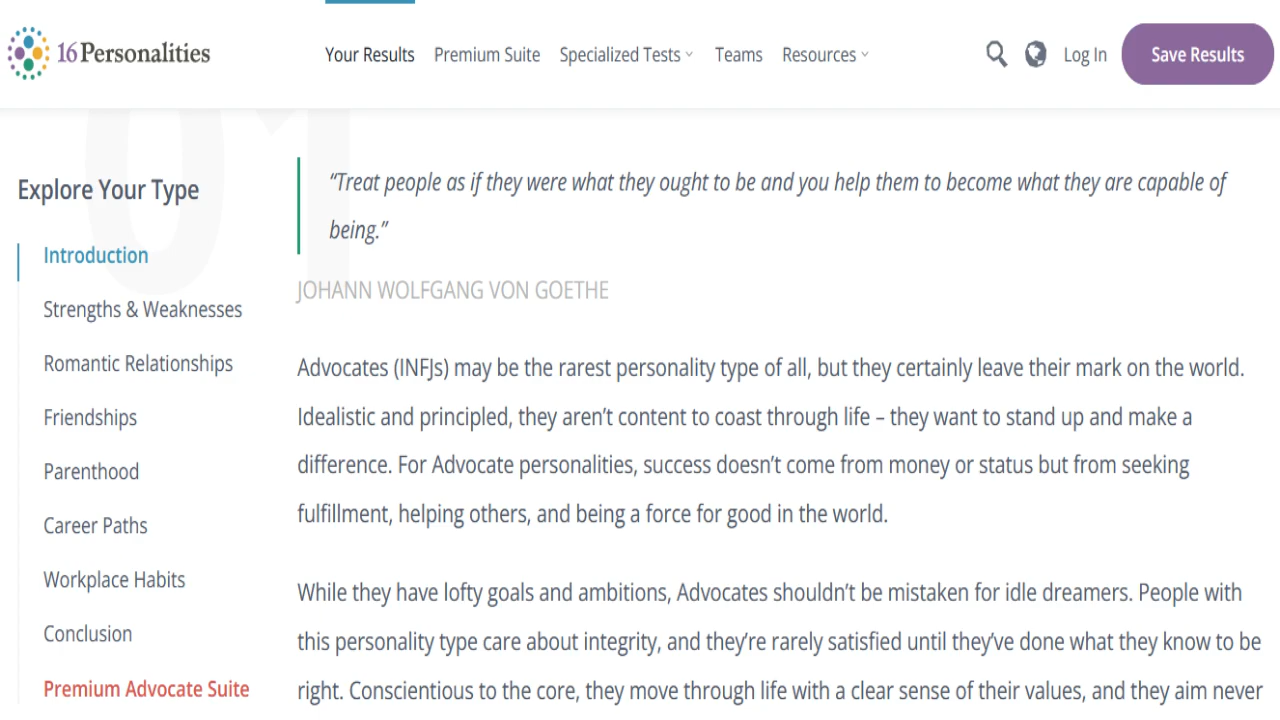 16Personalities
Your Results
Premium Suite
Specialized Tests
Teams
Resources
Log In
Save Results
01
Explore Your Type
Introduction
Strengths & Weaknesses
Romantic Relationships
Friendships
Parenthood
Career Paths
Workplace Habits
Conclusion
Premium Advocate Suite
“Treat people as if they were what they ought to be and you help them to become what they are capable of
being.”
JOHANN WOLFGANG VON GOETHE
Advocates (INFJs) may be the rarest personality type of all, but they certainly leave their mark on the world.
Idealistic and principled, they aren’t content to coast through life – they want to stand up and make a
difference. For Advocate personalities, success doesn’t come from money or status but from seeking
fulfillment, helping others, and being a force for good in the world.
While they have lofty goals and ambitions, Advocates shouldn’t be mistaken for idle dreamers. People with
this personality type care about integrity, and they’re rarely satisfied until they’ve done what they know to be
right. Conscientious to the core, they move through life with a clear sense of their values, and they aim never